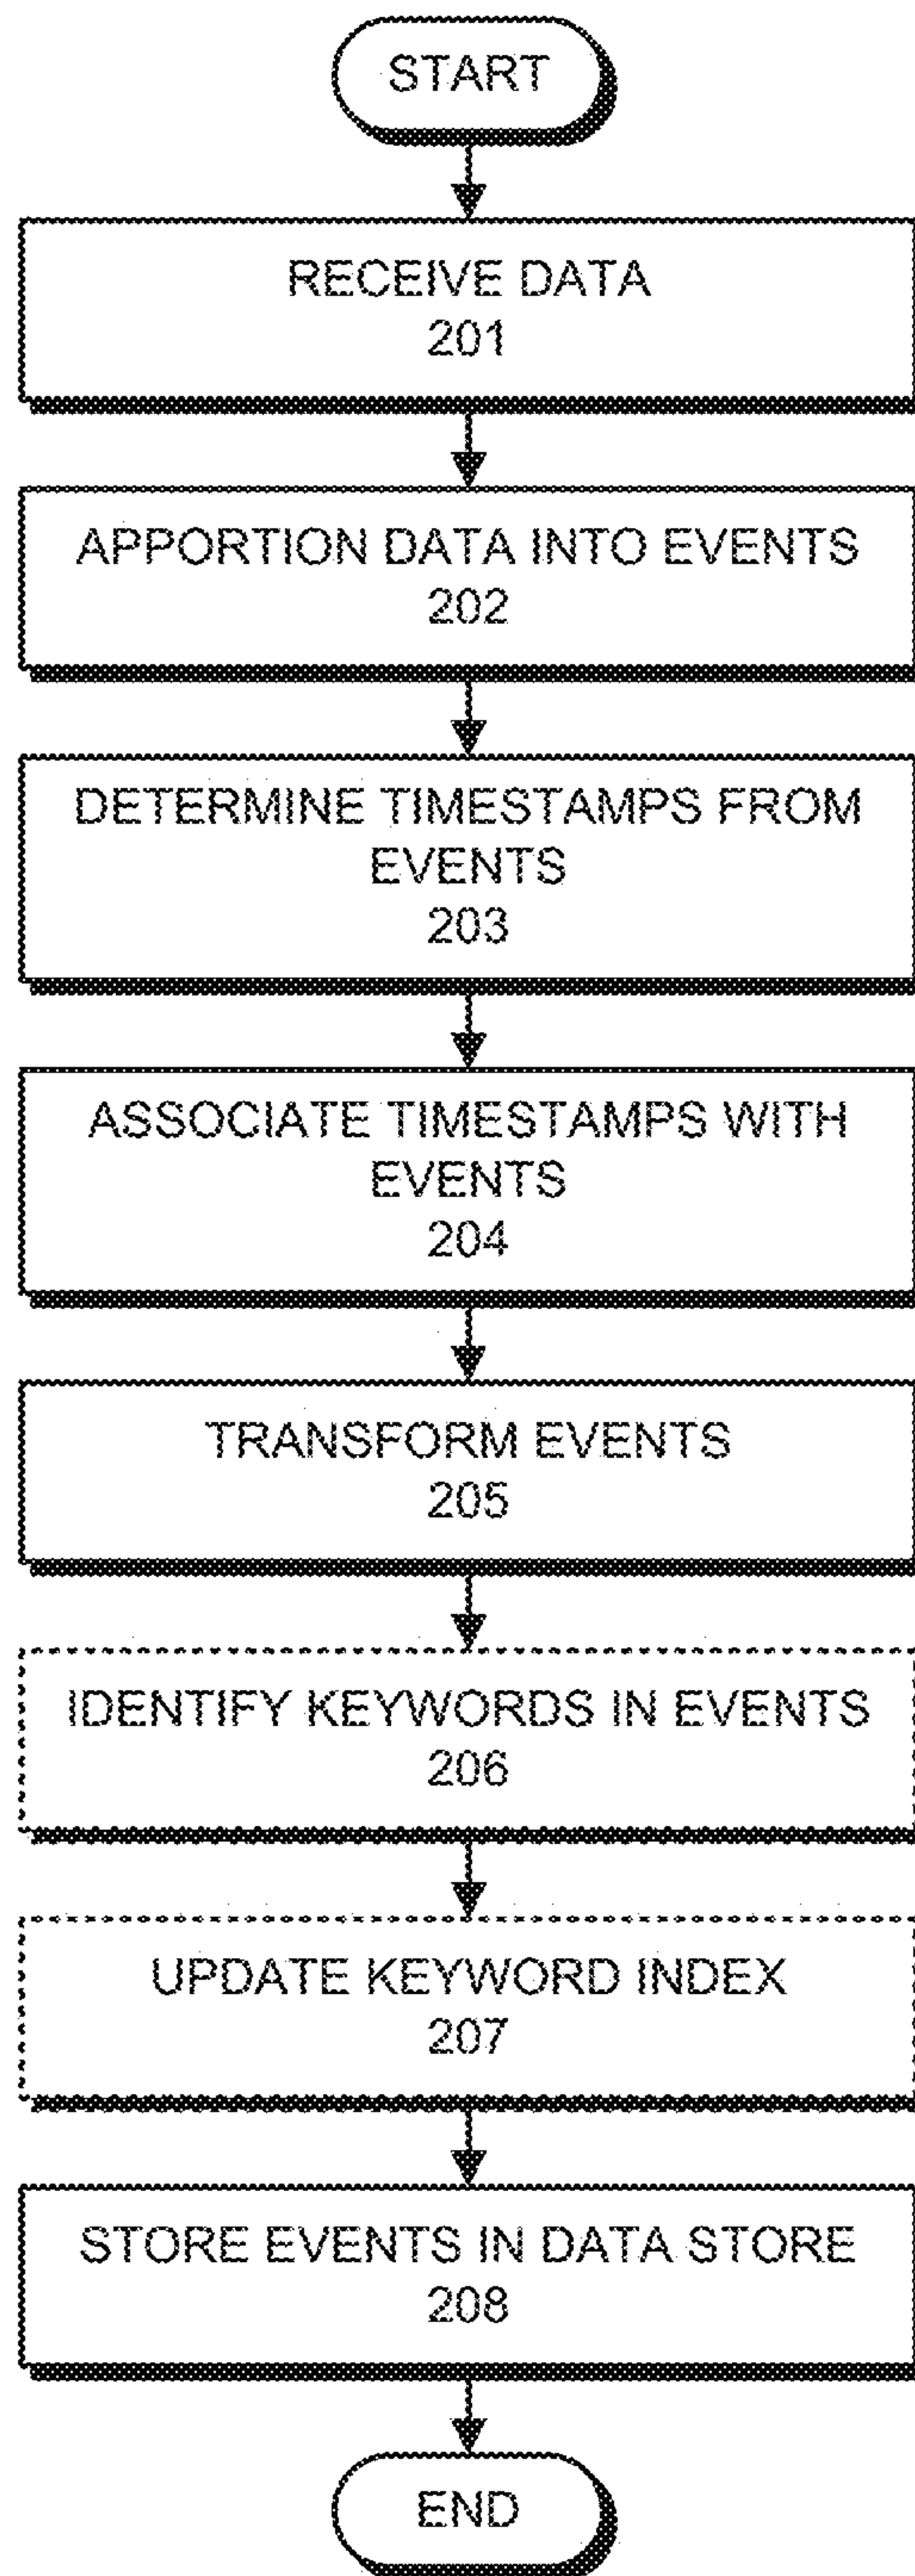 START
RECEIVE DATA
201
APPORTION DATA INTO EVENTS
202
DETERMINE TIMESTAMPS FROM
EVENTS
203
ASSOCIATE TIMESTAMPS WITH
EVENTS
204
TRANSFORM EVENTS
205
IDENTIFY KEYWORDS IN EVENTS
206
UPDATE KEYWORD INDEX
207
STORE EVENTS IN DATA STORE
208
END